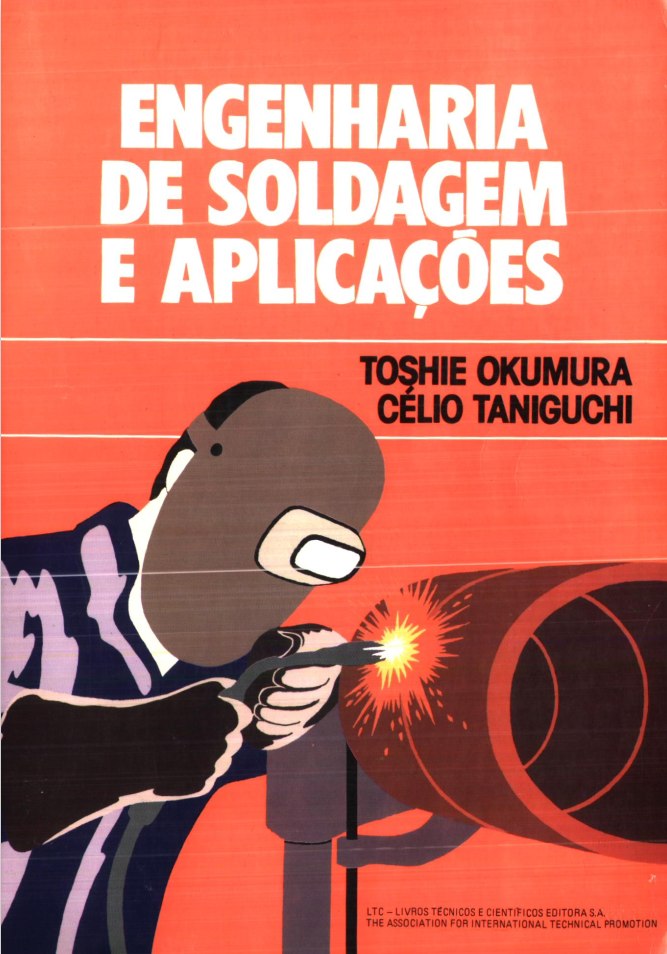 ENGENHARIA
DE SOLDAGEM
E APLICAÇÕES
TOSHIE OKUMURA
CÉLIO TANIGUCHI
LTC – LIVROS TÉCNICOS E CIENTÍFICOS EDITORA S.A.
THE ASSOCIATION FOR INTERNATIONAL TECHNICAL PROMOTION